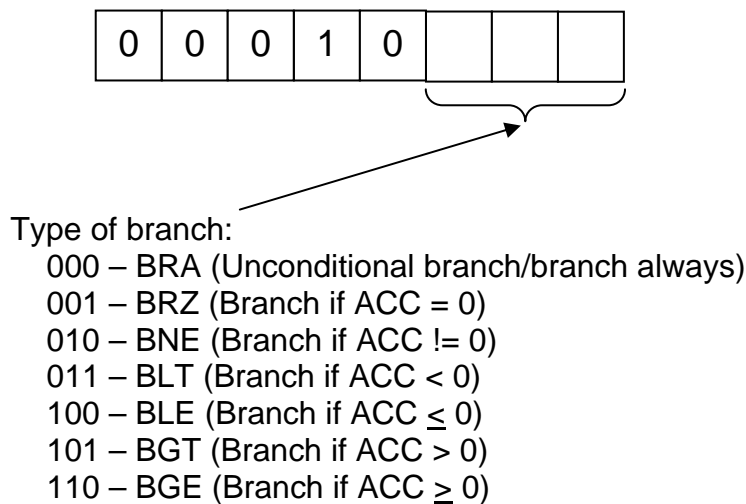 0 0 0 1 0
Type of branch:
000 – BRA (Unconditional branch/branch always)
001 – BRZ (Branch if ACC = 0)
010 – BNE (Branch if ACC != 0)
011 – BLT (Branch if ACC < 0)
100 – BLE (Branch if ACC ≤ 0)
101 – BGT (Branch if ACC > 0)
110 – BGE (Branch if ACC ≥ 0)